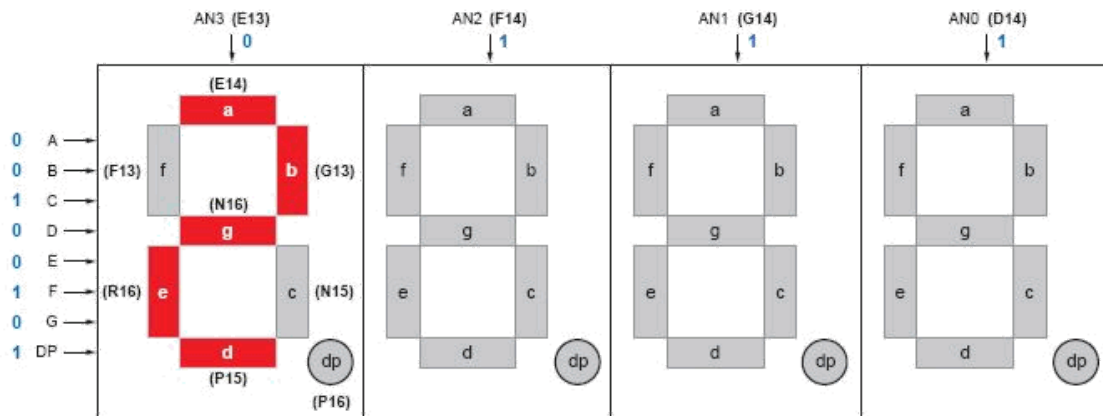 AN3 (E13) AN2 (F14) AN1 (G14) AN0 (D14)
0 1 1 1
(E14)
a a a a
0 A
0 B (F13) f b (G13) f b f b f b
1 C
(N16)
0 D g g g g
0 E
1 F (R16) e c (N15) e c e c e c
0 G
1 DP d dp d dp d dp d dp
(P15)
(P16)